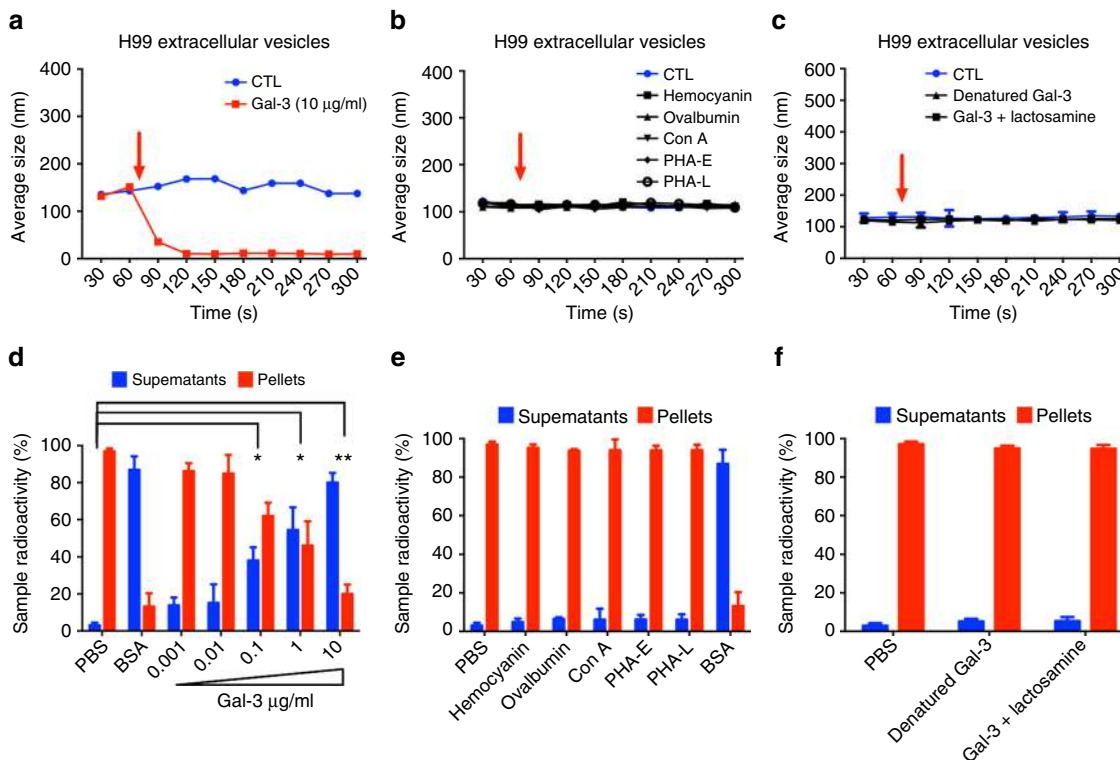 a
H99 extracellular vesicles
CTL
Gal-3 (10 μg/ml)
Average size (nm)
400
300
200
100
0
30 60 90 120 150 180 210 240 270 300
Time (s)
b
H99 extracellular vesicles
CTL
Hemocyanin
Ovalbumin
Con A
PHA-E
PHA-L
Average size (nm)
400
300
200
100
0
30 60 90 120 150 180 210 240 270 300
Time (s)
c
H99 extracellular vesicles
CTL
Denatured Gal-3
Gal-3 + lactosamine
Average size (nm)
600
500
400
300
200
100
0
30 60 90 120 150 180 210 240 270 300
Time (s)
d
Supematants Pellets
Sample radioactivity (%)
100
80
60
40
20
0
* * **
PBS BSA 0.001 0.01 0.1 1 10
Gal-3 μg/ml
e
Supematants Pellets
Sample radioactivity (%)
100
80
60
40
20
0
PBS Hemocyanin Ovalbumin Con A PHA-E PHA-L BSA
f
Supematants Pellets
Sample radioactivity (%)
100
80
60
40
20
0
PBS Denatured Gal-3 Gal-3 + lactosamine